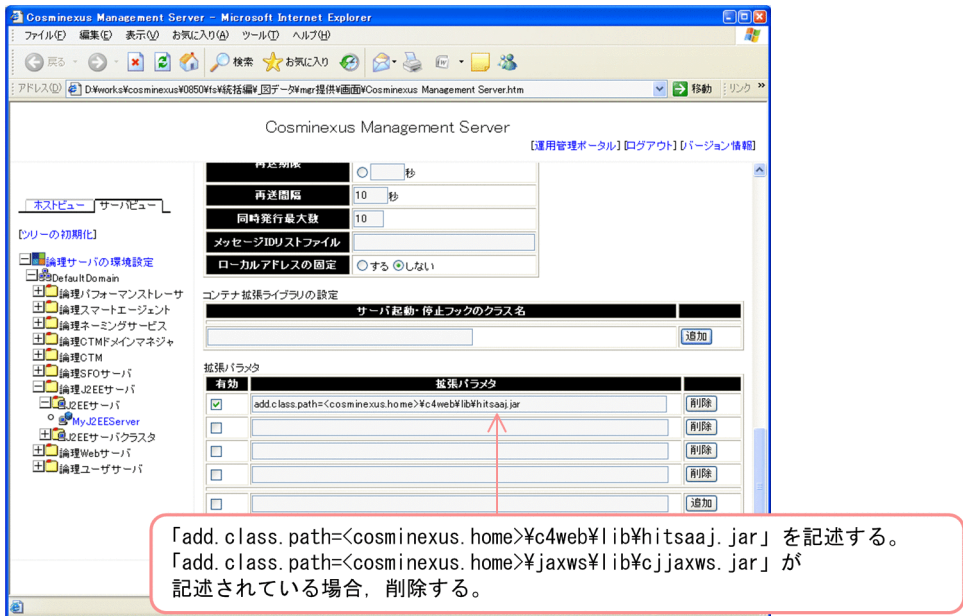 Cosminexus Management Server - Microsoft Internet Explorer
ファイル(F) 編集(E) 表示(V) お気に入り(A) ツール(T) ヘルプ(H)
戻る 検索 お気に入り
アドレス(D) D:¥works¥cosminexus¥0850¥fs¥統括編¥_図データ¥mgr提供¥画面¥Cosminexus Management Server.htm 移動 リンク »
Cosminexus Management Server
[運用管理ポータル] [ログアウト] [バージョン情報]
ホストビュー サーバビュー
[ツリーの初期化]
論理サーバの環境設定
DefaultDomain
論理パフォーマンストレーサ
論理スマートエージェント
論理ネーミングサービス
論理CTMドメインマネジャ
論理CTM
論理SFOサーバ
論理J2EEサーバ
J2EEサーバ
MyJ2EEServer
J2EEサーバクラスタ
論理Webサーバ
論理ユーザサーバ
再送期限 秒
再送間隔 10 秒
同時発行最大数 10
メッセージIDリストファイル
ローカルアドレスの固定 する しない
コンテナ拡張ライブラリの設定
サーバ起動・停止フックのクラス名
追加
拡張パラメタ
有効 拡張パラメタ
add.class.path=<cosminexus.home>¥c4web¥lib¥hitsaaj.jar 削除
削除
削除
削除
追加
「add.class.path=<cosminexus.home>¥c4web¥lib¥hitsaaj.jar」を記述する。
「add.class.path=<cosminexus.home>¥jaxws¥lib¥cjjaxws.jar」が
記述されている場合，削除する。